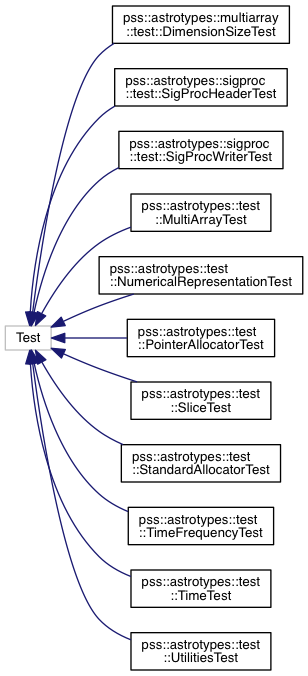 pss::astrotypes::multiarray
::test::DimensionSizeTest
pss::astrotypes::sigproc
::test::SigProcHeaderTest
pss::astrotypes::sigproc
::test::SigProcWriterTest
pss::astrotypes::test
::MultiArrayTest
pss::astrotypes::test
::NumericalRepresentationTest
Test
pss::astrotypes::test
::PointerAllocatorTest
pss::astrotypes::test
::SliceTest
pss::astrotypes::test
::StandardAllocatorTest
pss::astrotypes::test
::TimeFrequencyTest
pss::astrotypes::test
::TimeTest
pss::astrotypes::test
::UtilitiesTest